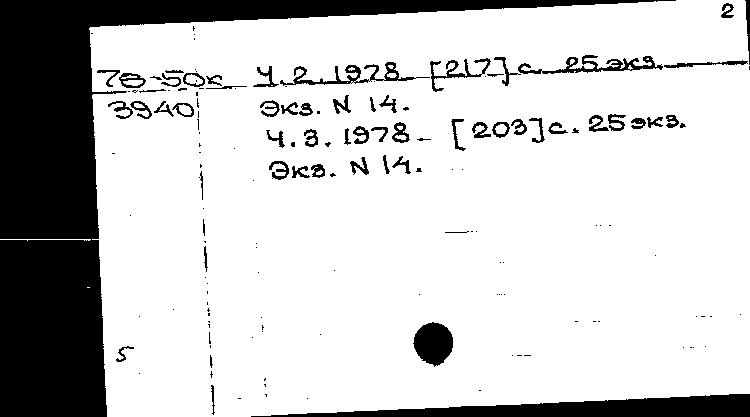 2
78-50к Ч.2.1978 [217] с. 25 экз.
3940 Экз. N 14.
Ч.3.1978- [203] с. 25 экз.
Экз. N 14.
5